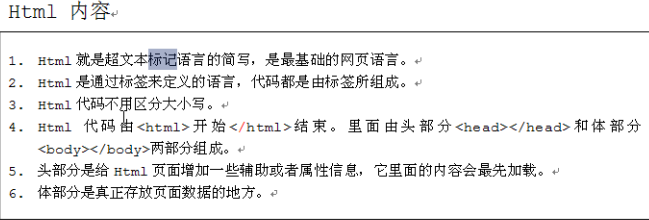 Html 内容
1. Html 就是超文本标记语言的简写，是最基础的网页语言。
2. Html 是通过标签来定义的语言，代码都是由标签所组成。
3. Html 代码不用区分大小写。
4. Html 代码由<html>开始</html>结束。里面由头部分<head></head>和体部分
<body></body>两部分组成。
5. 头部分是给 Html 页面增加一些辅助或者属性信息，它里面的内容会最先加载。
6. 体部分是真正存放页面数据的地方。